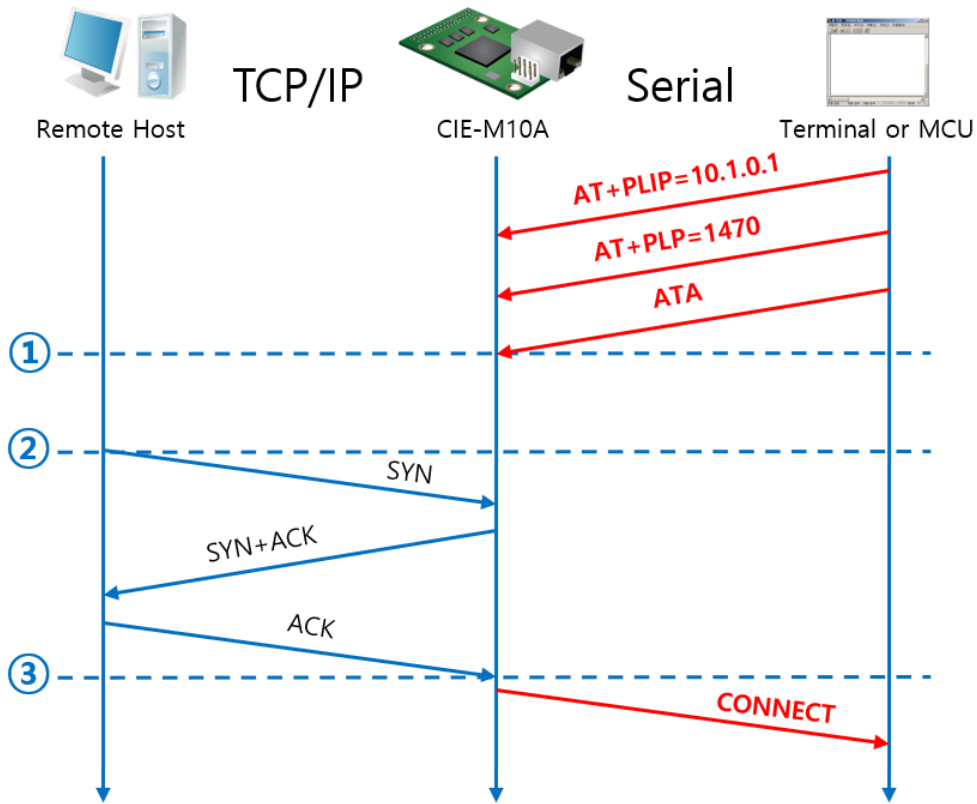 TCP/IP
Serial
Remote Host
CIE-M10A
Terminal or MCU
AT+PLIP=10.1.0.1
AT+PLP=1470
ATA
①
②
SYN
SYN+ACK
ACK
③
CONNECT